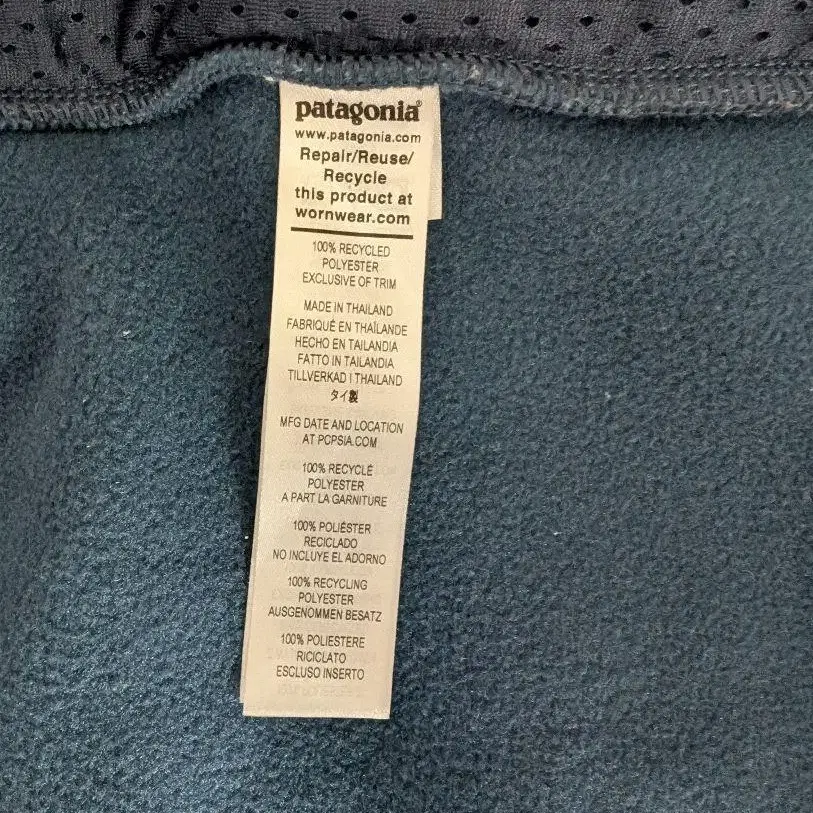 patagonia®
www.patagonia.com
Repair/Reuse/
Recycle
this product at
wornwear.com
100% RECYCLED
POLYESTER
EXCLUSIVE OF TRIM
MADE IN THAILAND
FABRIQUÉ EN THAÏLANDE
HECHO EN TAILANDIA
FATTO IN TAILANDIA
TILLVERKAD I THAILAND
タイ製
MFG DATE AND LOCATION
AT PCPSIA.COM
100% RECYCLÉ
POLYESTER
A PART LA GARNITURE
100% POLIÉSTER
RECICLADO
NO INCLUYE EL ADORNO
100% RECYCLING
POLYESTER
AUSGENOMMEN BESATZ
100% POLIESTERE
RICICLATO
ESCLUSO INSERTO